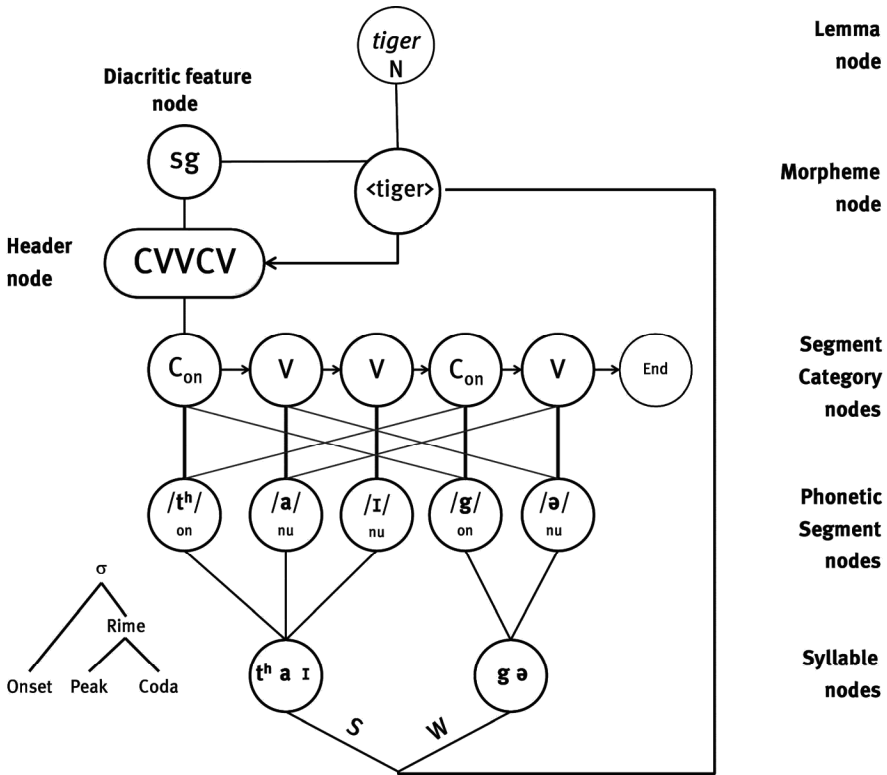 tiger
N
Lemma
node
Diacritic feature
node
sg
<tiger>
Morpheme
node
Header
node
CVVCV
Con
V
V
Con
V
End
Segment
Category
nodes
/tʰ/
on
/a/
nu
/ɪ/
nu
/g/
on
/ə/
nu
Phonetic
Segment
nodes
σ
Rime
Onset Peak Coda
tʰ a ɪ
g ə
Syllable
nodes
S
W